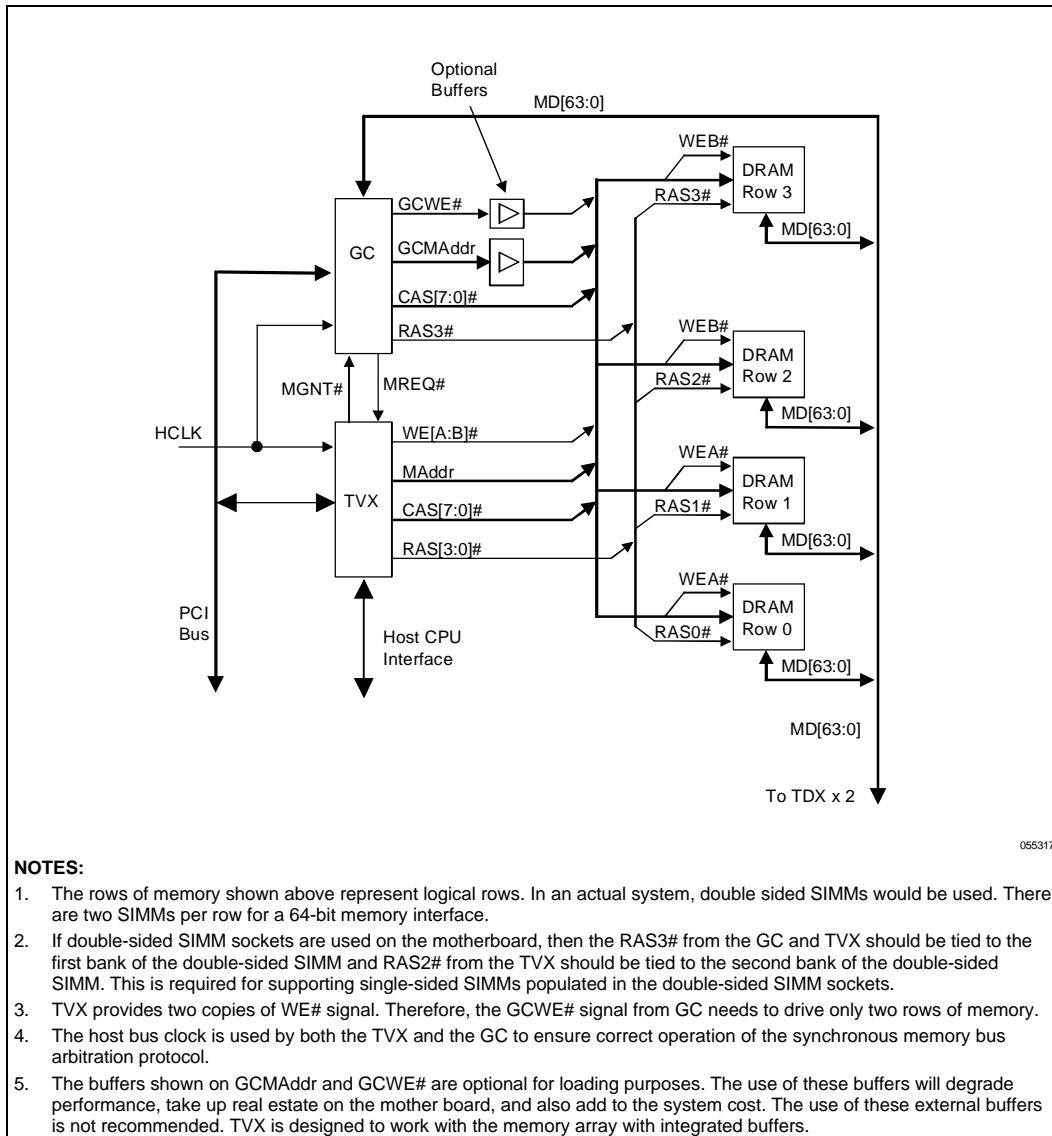 Optional
Buffers
MD[63:0]
WEB#
DRAM
Row 3
RAS3#
MD[63:0]
GCWE#
GC
GCMAddr
CAS[7:0]#
RAS3#
WEB#
DRAM
Row 2
RAS2#
MD[63:0]
MGNT#
MREQ#
HCLK
WE[A:B]#
MAddr
TVX
CAS[7:0]#
RAS[3:0]#
WEA#
DRAM
Row 1
RAS1#
MD[63:0]
WEA#
DRAM
Row 0
RAS0#
MD[63:0]
PCI
Bus
Host CPU
Interface
MD[63:0]
To TDX x 2
055317
NOTES:
1. The rows of memory shown above represent logical rows. In an actual system, double sided SIMMs would be used. There
are two SIMMs per row for a 64-bit memory interface.
2. If double-sided SIMM sockets are used on the motherboard, then the RAS3# from the GC and TVX should be tied to the
first bank of the double-sided SIMM and RAS2# from the TVX should be tied to the second bank of the double-sided
SIMM. This is required for supporting single-sided SIMMs populated in the double-sided SIMM sockets.
3. TVX provides two copies of WE# signal. Therefore, the GCWE# signal from GC needs to drive only two rows of memory.
4. The host bus clock is used by both the TVX and the GC to ensure correct operation of the synchronous memory bus
arbitration protocol.
5. The buffers shown on GCMAddr and GCWE# are optional for loading purposes. The use of these buffers will degrade
performance, take up real estate on the mother board, and also add to the system cost. The use of these external buffers
is not recommended. TVX is designed to work with the memory array with integrated buffers.